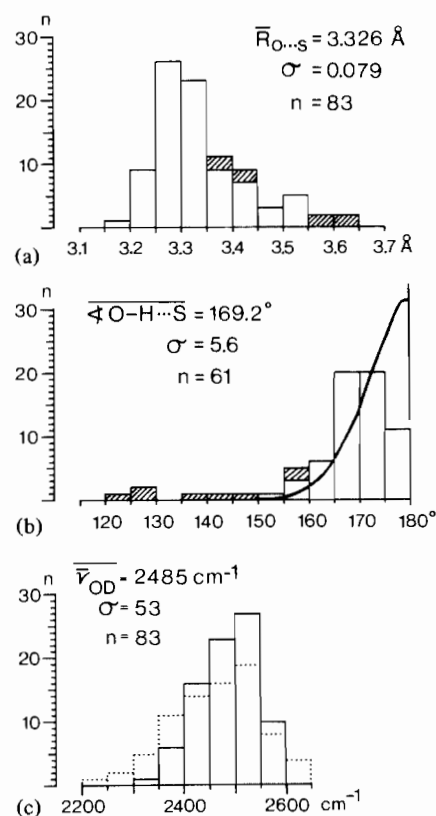 n
30
20
10
R̅O···S = 3.326 Å
σ = 0.079
n = 83
3.1 3.2 3.3 3.4 3.5 3.6 3.7 Å
(a)
n
30
20
10
∢ O–H···S = 169.2°
σ = 5.6
n = 61
120 130 140 150 160 170 180°
(b)
n
30
20
10
ν̅OD = 2485 cm-1
σ = 53
n = 83
2200 2400 2600 cm-1
(c)